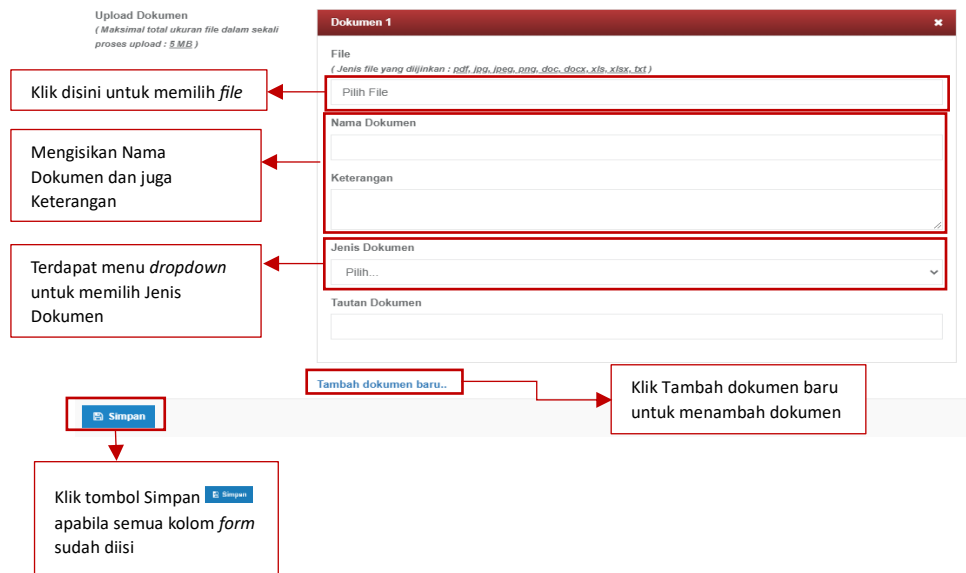 Upload Dokumen
( Maksimal total ukuran file dalam sekali
proses upload : 5 MB )
Dokumen 1
File
( Jenis file yang diijinkan : pdf, jpg, jpeg, png, doc, docx, xls, xlsx, txt )
Klik disini untuk memilih file
Pilih File
Nama Dokumen
Mengisikan Nama
Dokumen dan juga
Keterangan
Keterangan
Jenis Dokumen
Terdapat menu dropdown
untuk memilih Jenis
Dokumen
Pilih...
Tautan Dokumen
Tambah dokumen baru..
Klik Tambah dokumen baru
untuk menambah dokumen
Simpan
Klik tombol Simpan Simpan
apabila semua kolom form
sudah diisi